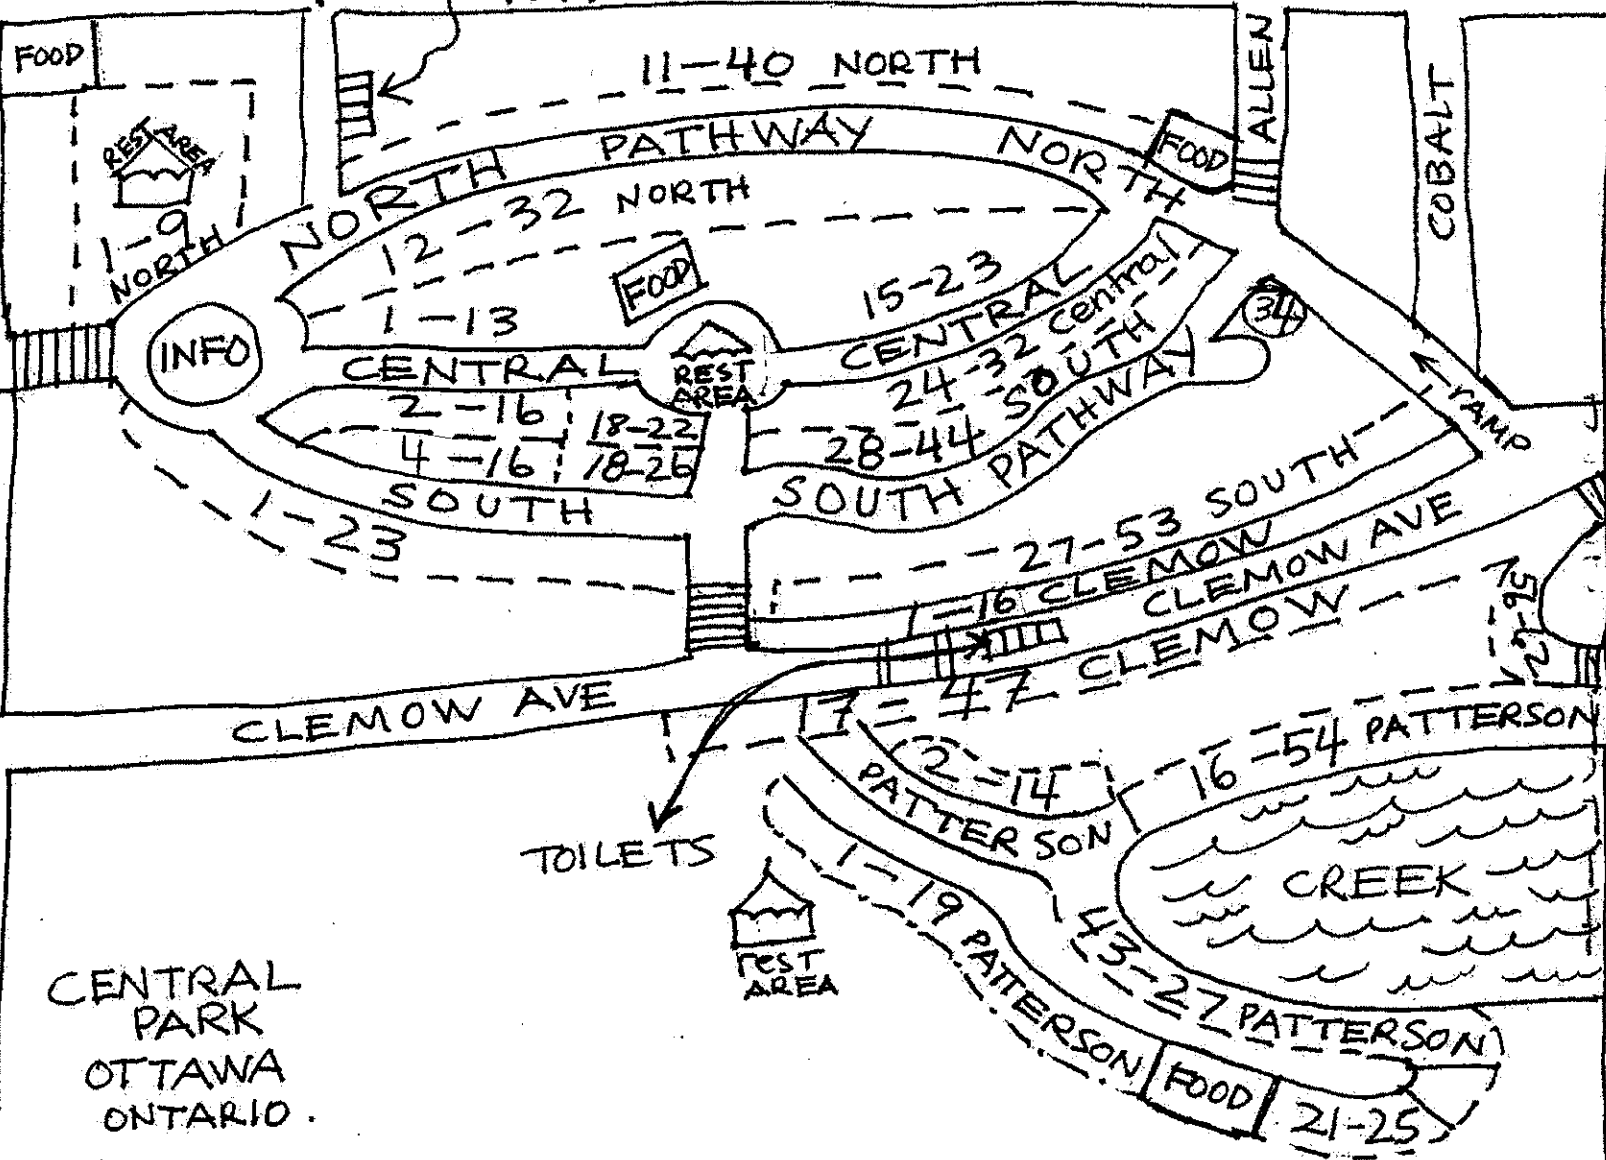 FOOD
REST AREA
1-9
NORTH
11-40 NORTH
NORTH PATHWAY NORTH
FOOD
ALLEN
COBALT
12-32 NORTH
FOOD
1-13
15-23
INFO
CENTRAL
REST
AREA
CENTRAL
24-32 central
34
2-16
18-22
4-16
18-26
28-44 SOUTH
SOUTH
SOUTH PATHWAY
RAMP
1-23
27-53 SOUTH
1-16 CLEMOW
CLEMOW AVE
CLEMOW AVE
17-47 CLEMOW
56-62
2-14
16-54 PATTERSON
PATTERSON
TOILETS
CREEK
1-19 PATTERSON
rEST
AREA
43-27 PATTERSON
FOOD
21-25
CENTRAL
PARK
OTTAWA
ONTARIO.